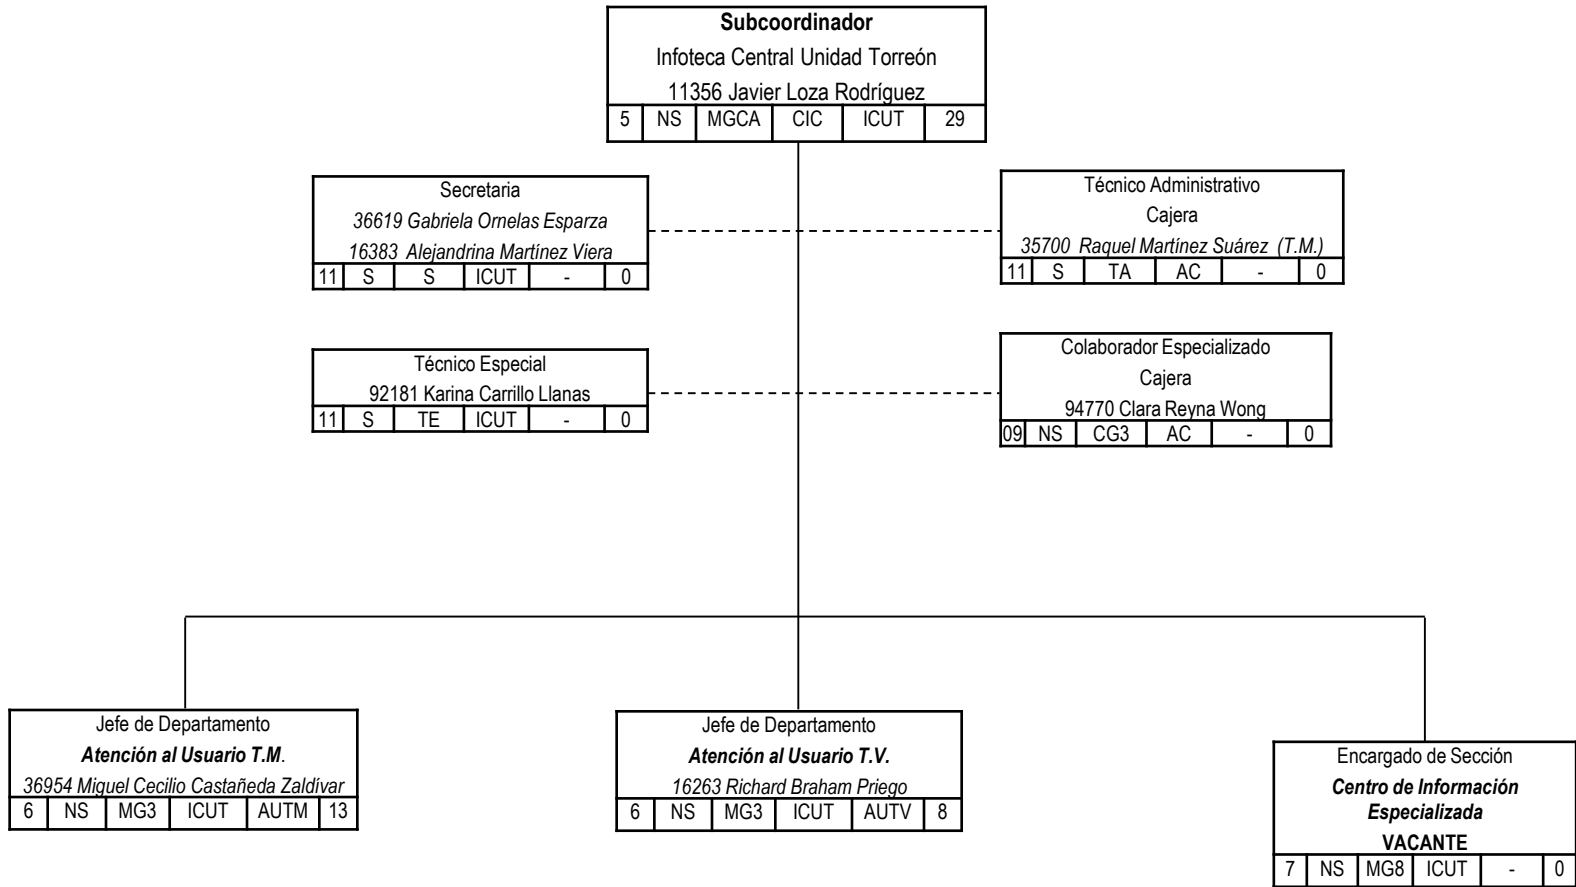 Subcoordinador
Infoteca Central Unidad Torreón
11356 Javier Loza Rodríguez
5 NS MGCA CIC ICUT 29
Secretaria
36619 Gabriela Ornelas Esparza
16383 Alejandrina Martínez Viera
11 S S ICUT - 0
Técnico Administrativo
Cajera
35700 Raquel Martínez Suárez (T.M.)
11 S TA AC - 0
Técnico Especial
92181 Karina Carrillo Llanas
11 S TE ICUT - 0
Colaborador Especializado
Cajera
94770 Clara Reyna Wong
09 NS CG3 AC - 0
Jefe de Departamento
Atención al Usuario T.M.
36954 Miguel Cecilio Castañeda Zaldívar
6 NS MG3 ICUT AUTM 13
Jefe de Departamento
Atención al Usuario T.V.
16263 Richard Braham Priego
6 NS MG3 ICUT AUTV 8
Encargado de Sección
Centro de Información
Especializada
VACANTE
7 NS MG8 ICUT - 0